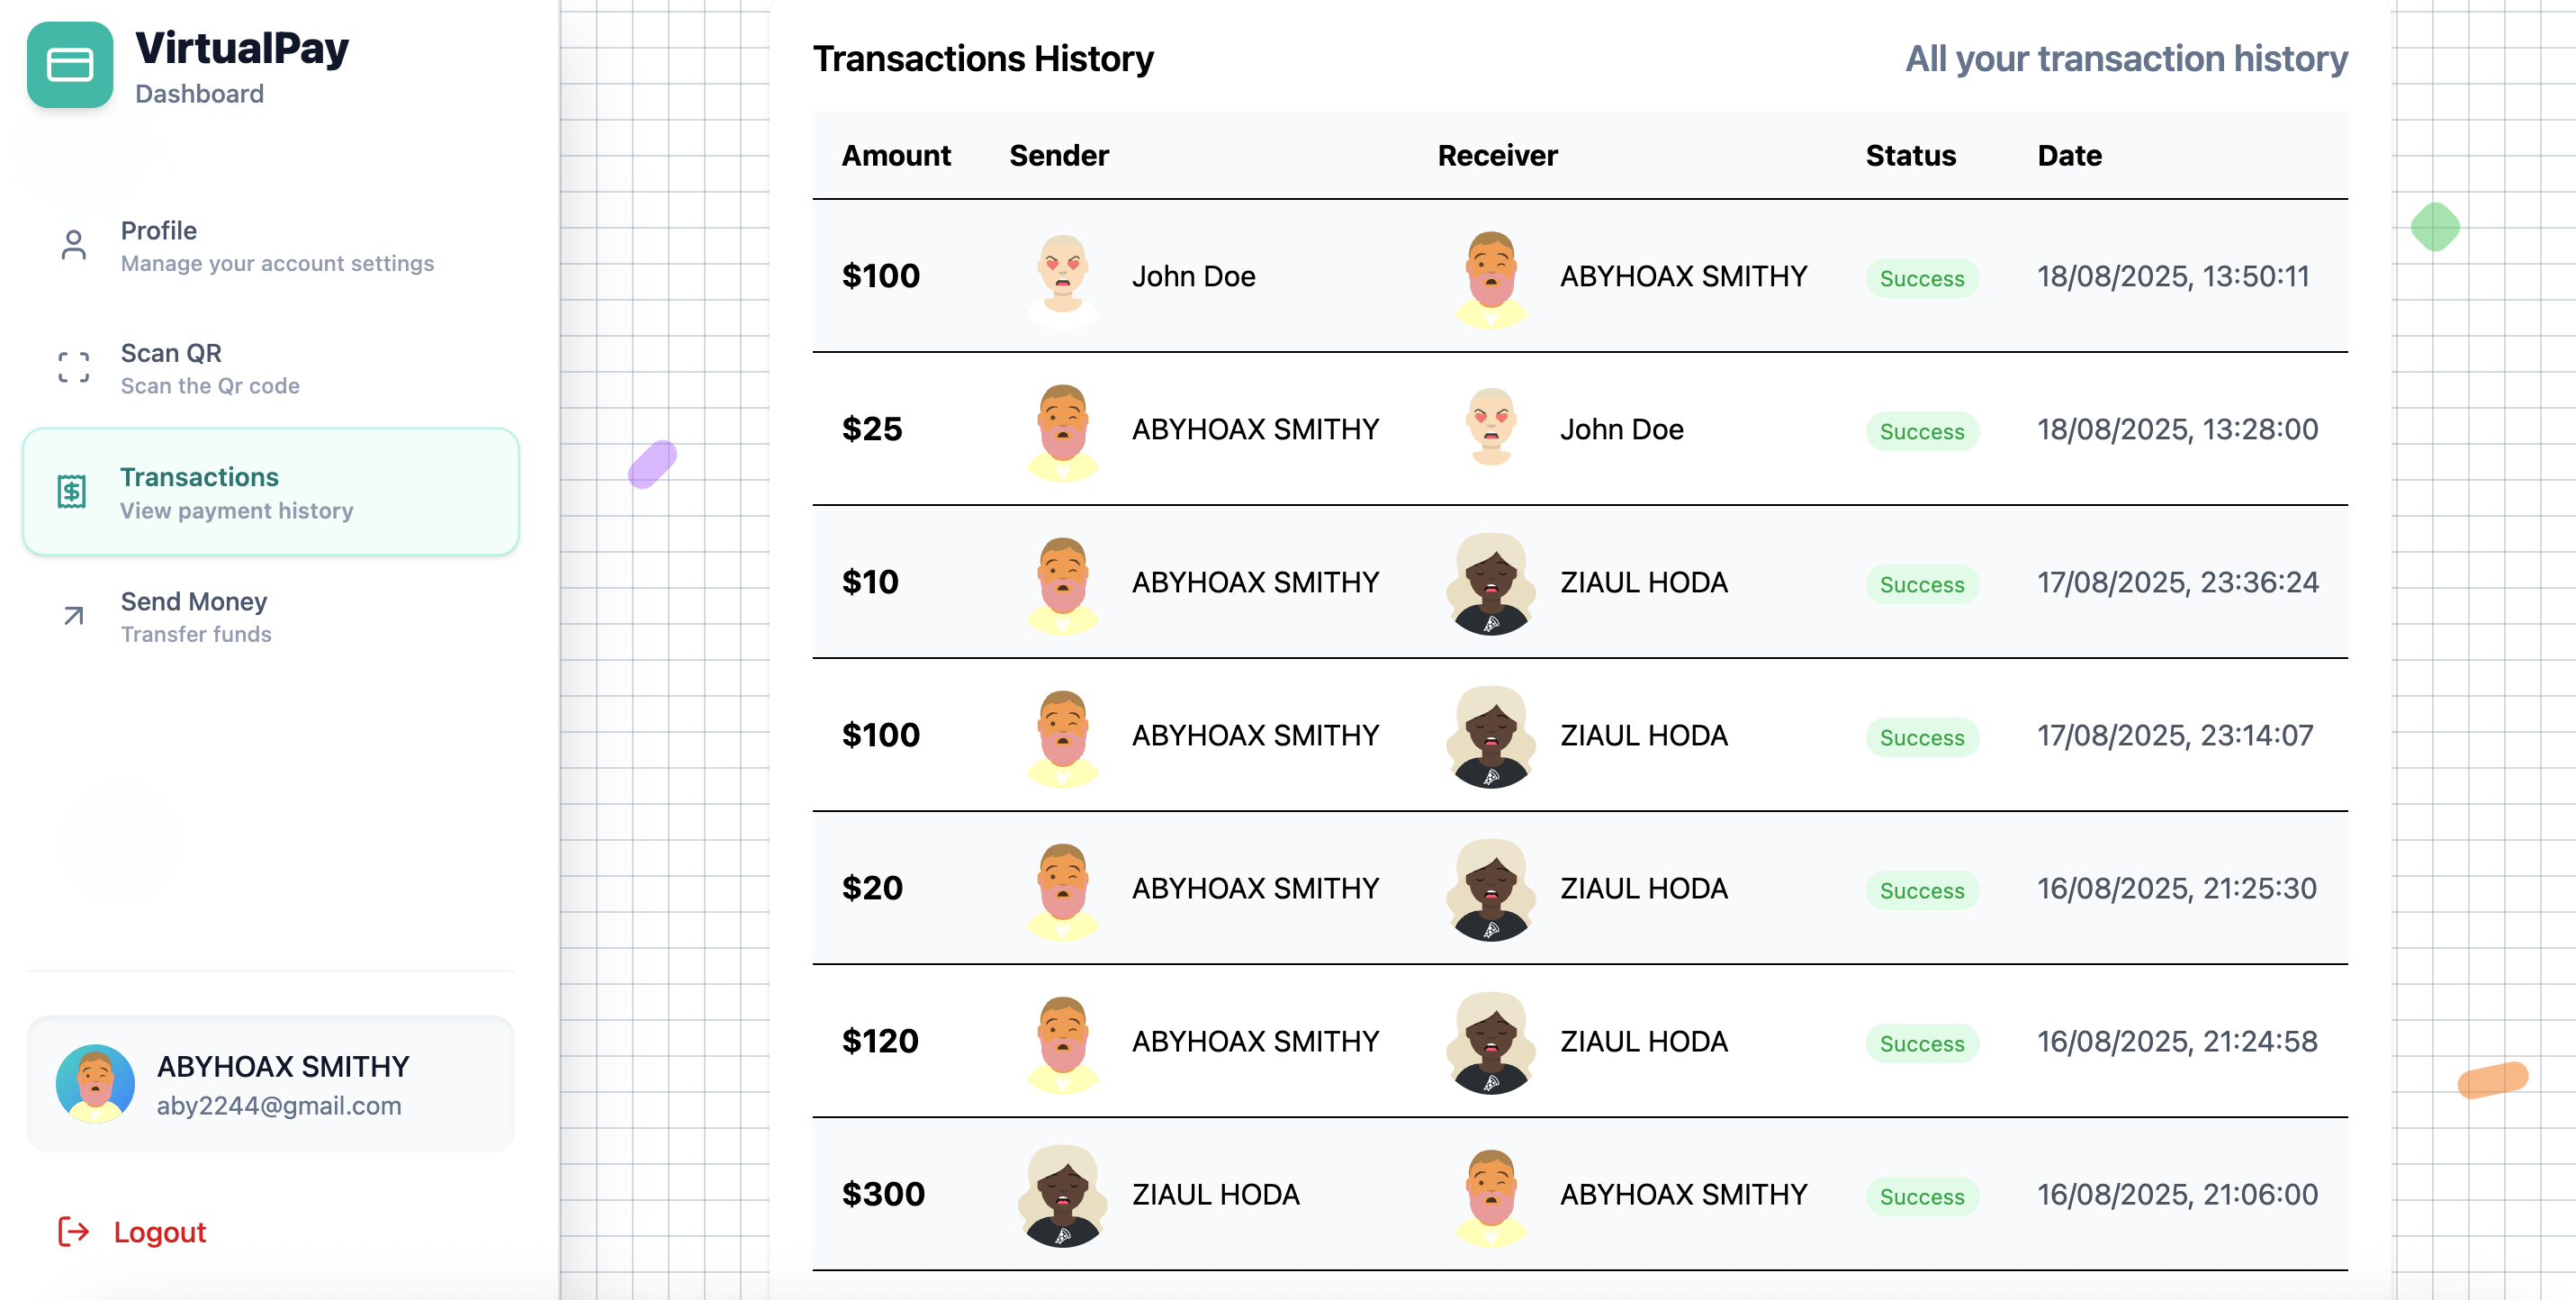 VirtualPay
Dashboard
Profile
Manage your account settings
Scan QR
Scan the Qr code
Transactions
View payment history
Send Money
Transfer funds
ABYHOAX SMITHY
aby2244@gmail.com
Logout
Transactions History All your transaction history
Amount Sender Receiver Status Date
$100 John Doe ABYHOAX SMITHY Success 18/08/2025, 13:50:11
$25 ABYHOAX SMITHY John Doe Success 18/08/2025, 13:28:00
$10 ABYHOAX SMITHY ZIAUL HODA Success 17/08/2025, 23:36:24
$100 ABYHOAX SMITHY ZIAUL HODA Success 17/08/2025, 23:14:07
$20 ABYHOAX SMITHY ZIAUL HODA Success 16/08/2025, 21:25:30
$120 ABYHOAX SMITHY ZIAUL HODA Success 16/08/2025, 21:24:58
$300 ZIAUL HODA ABYHOAX SMITHY Success 16/08/2025, 21:06:00